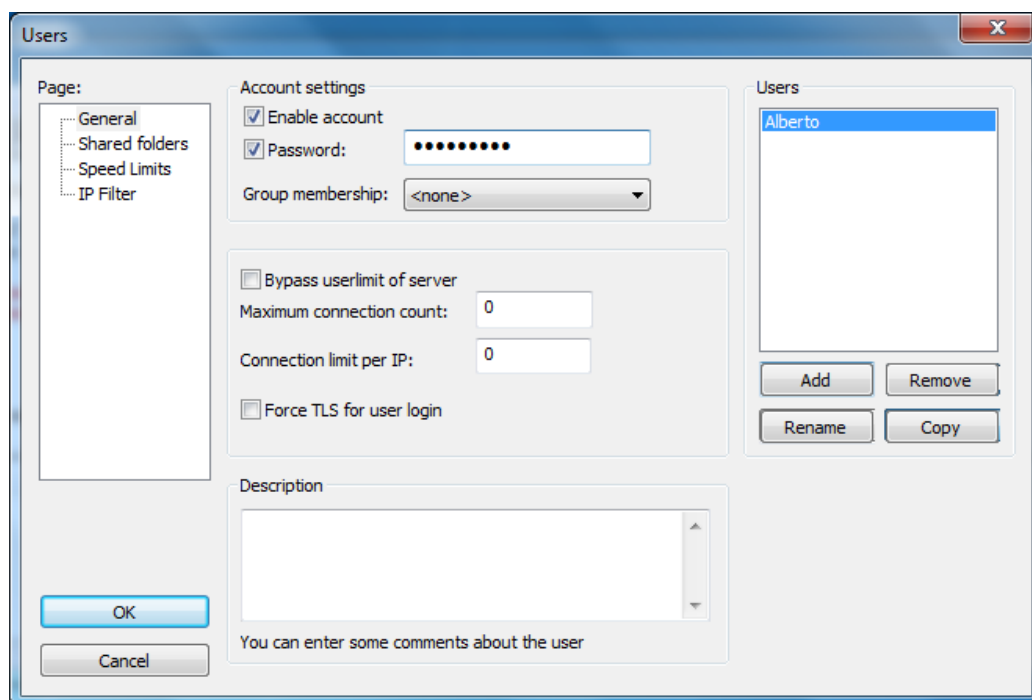 Users
Page:
General
Shared folders
Speed Limits
IP Filter
OK
Cancel
Account settings
Enable account
Password: •••••••••
Group membership: <none>
Bypass userlimit of server
Maximum connection count: 0
Connection limit per IP: 0
Force TLS for user login
Description
You can enter some comments about the user
Users
Alberto
Add Remove
Rename Copy